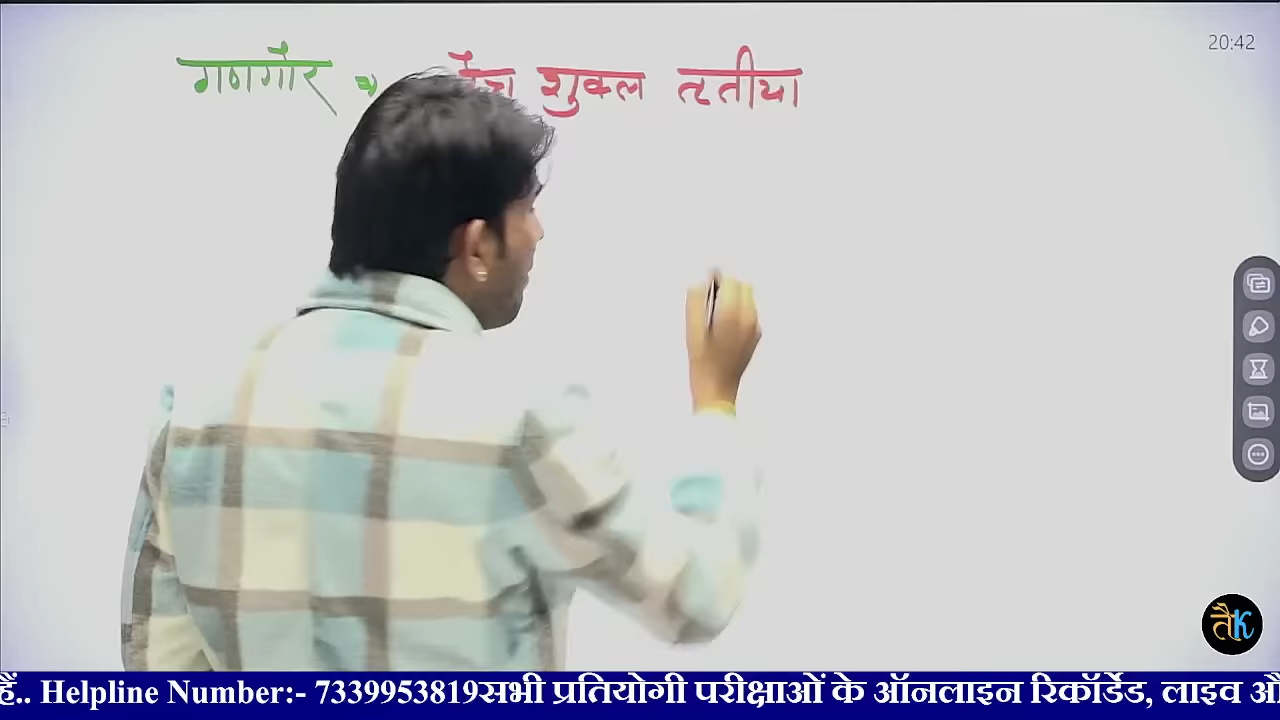 गणगौर → शुक्ल तृतीया
20:42
तैK
हैं.. Helpline Number:- 7339953819सभी प्रतियोगी परीक्षाओं के ऑनलाइन रिकॉर्डेड, लाइव औ